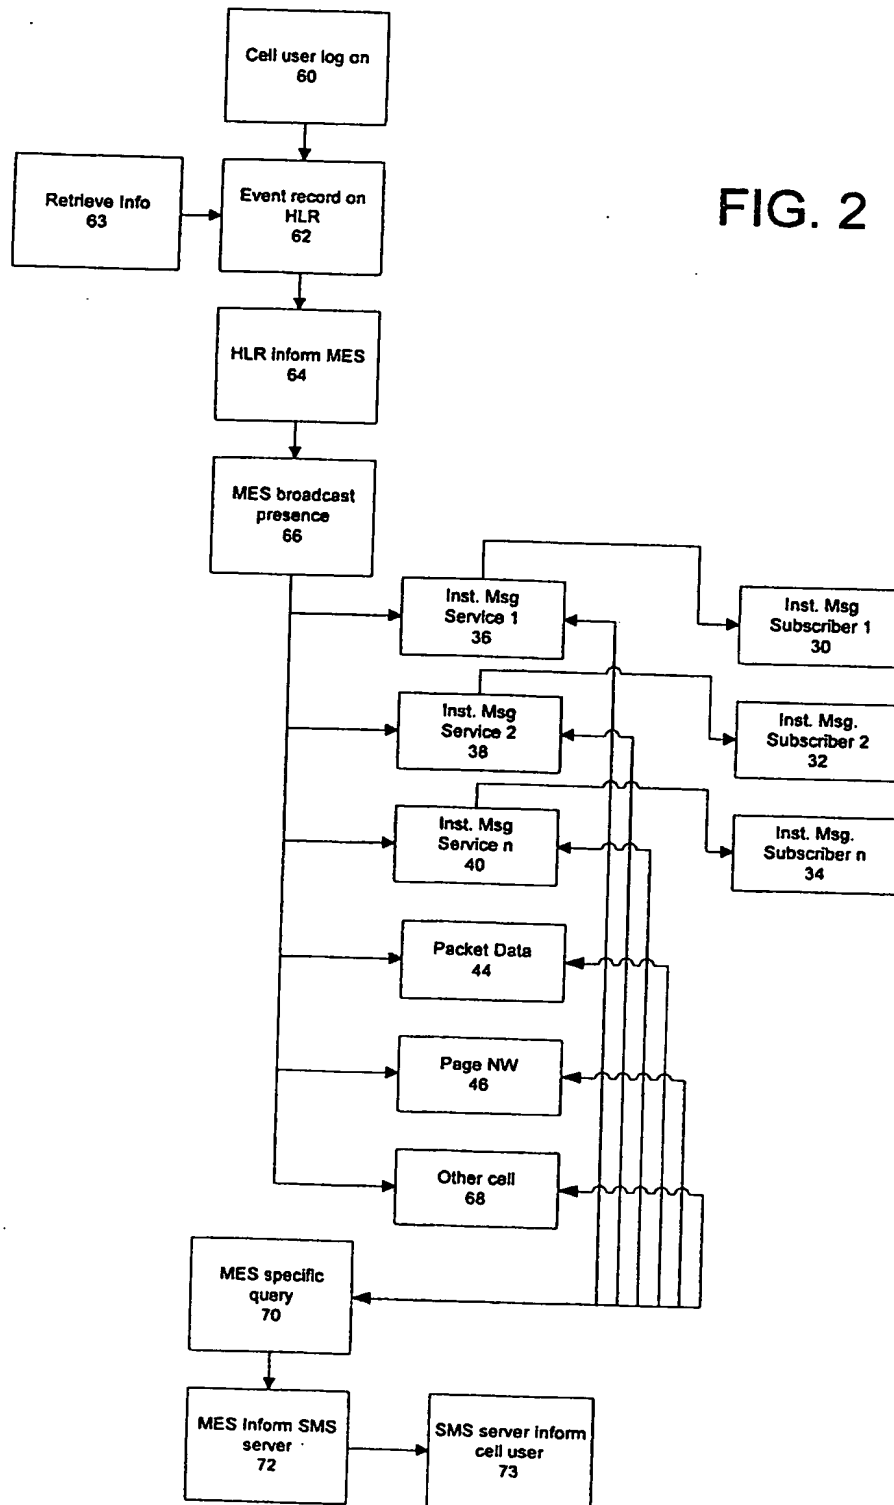 Cell user log on
60
Retrieve Info
63
Event record on
HLR
62
FIG. 2
HLR inform MES
64
MES broadcast
presence
66
Inst. Msg
Service 1
36
Inst. Msg
Subscriber 1
30
Inst. Msg
Service 2
38
Inst. Msg.
Subscriber 2
32
Inst. Msg
Service n
40
Inst. Msg.
Subscriber n
34
Packet Data
44
Page NW
46
Other cell
68
MES specific
query
70
MES Inform SMS
server
72
SMS server inform
cell user
73